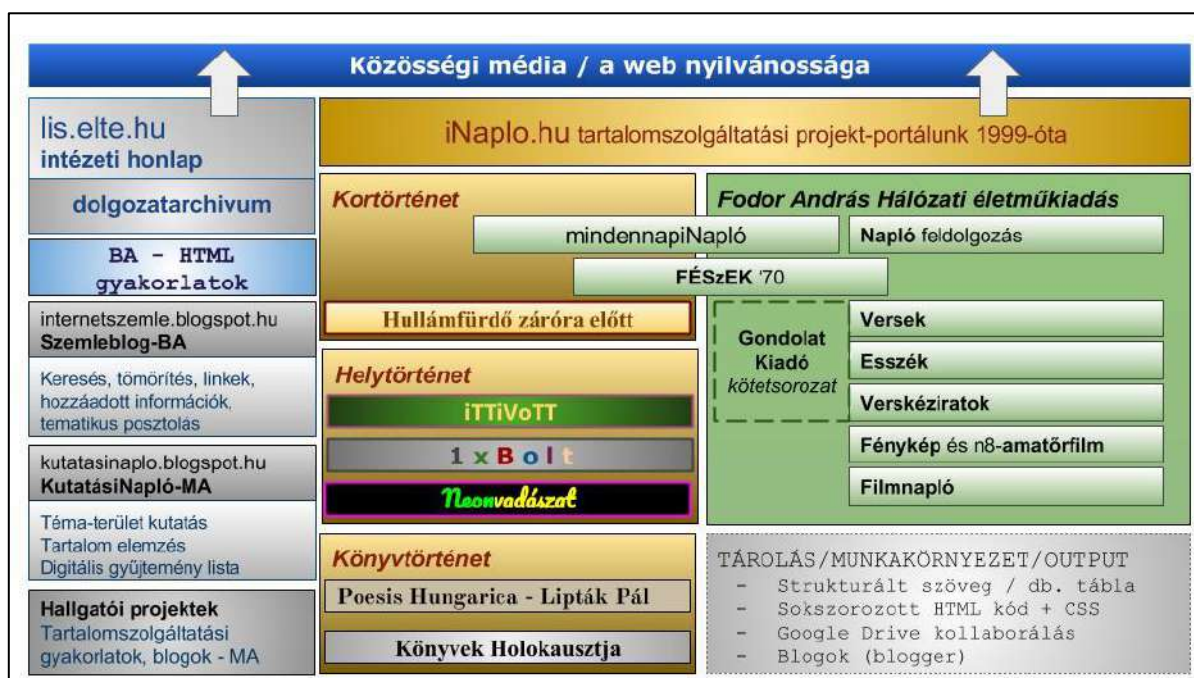 Közösségi média / a web nyilvánossága
lis.elte.hu
intézeti honlap
dolgozatarchivum
BA - HTML
gyakorlatok
internetszemle.blogspot.hu
Szemleblog-BA
Keresés, tömörítés, linkek,
hozzáadott információk,
tematikus posztolás
kutatasinaplo.blogspot.hu
KutatásiNapló-MA
Téma-terület kutatás
Tartalom elemzés
Digitális gyűjtemény lista
Hallgatói projektek
Tartalomszolgáltatási
gyakorlatok, blogok - MA
iNaplo.hu tartalomszolgáltatási projekt-portálunk 1999-óta
Kortörténet
mindennapiNapló
FÉSzEK '70
Hullámfürdő záróra előtt
Helytörténet
iTTiVoTT
1 x B o l t
Neonvadászat
Könyvtörténet
Poesis Hungarica - Lipták Pál
Könyvek Holokausztja
Fodor András Hálózati életműkiadás
Napló feldolgozás
Gondolat
Kiadó
kötetsorozat
Versek
Esszék
Verskéziratok
Fénykép és n8-amatőrfilm
Filmnapló
TÁROLÁS/MUNKAKÖRNYEZET/OUTPUT
- Strukturált szöveg / db. tábla
- Sokszorozott HTML kód + CSS
- Google Drive kollaborálás
- Blogok (blogger)